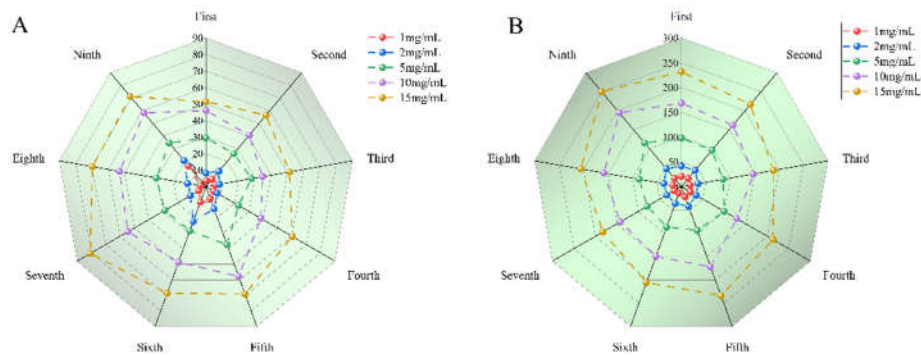 A
First
Second
Third
Fourth
Fifth
Sixth
Seventh
Eighth
Ninth
90
80
70
60
50
40
30
20
10
0
1mg/mL
2mg/mL
5mg/mL
10mg/mL
15mg/mL
B
First
Second
Third
Fourth
Fifth
Sixth
Seventh
Eighth
Ninth
300
250
200
150
100
50
0
1mg/mL
2mg/mL
5mg/mL
10mg/mL
15mg/mL